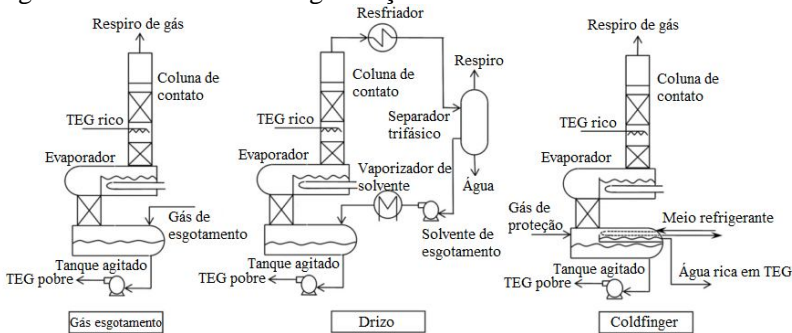 Respiro de gás
Coluna de
contato
TEG rico
Evaporador
Gás de
esgotamento
Tanque agitado
TEG pobre
Gás esgotamento
Resfriador
Respiro
Coluna de
contato
Separador
trifásico
TEG rico
Evaporador
Vaporizador de
solvente
Água
Solvente de
esgotamento
Tanque agitado
TEG pobre
Drizo
Respiro de gás
Coluna de
contato
TEG rico
Evaporador
Gás de
proteção
Meio refrigerante
Tanque agitado
Água rica em TEG
TEG pobre
Coldfinger